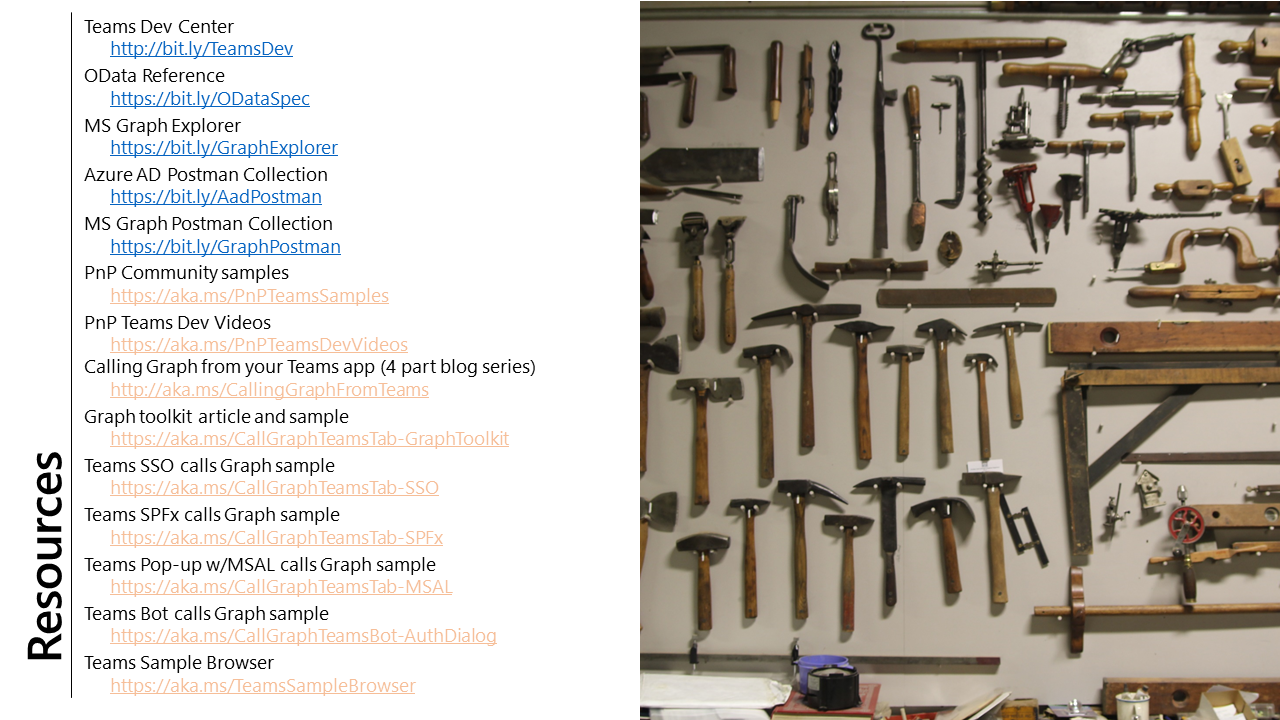 Resources
Teams Dev Center
http://bit.ly/TeamsDev
OData Reference
https://bit.ly/ODataSpec
MS Graph Explorer
https://bit.ly/GraphExplorer
Azure AD Postman Collection
https://bit.ly/AadPostman
MS Graph Postman Collection
https://bit.ly/GraphPostman
PnP Community samples
https://aka.ms/PnPTeamsSamples
PnP Teams Dev Videos
https://aka.ms/PnPTeamsDevVideos
Calling Graph from your Teams app (4 part blog series)
http://aka.ms/CallingGraphFromTeams
Graph toolkit article and sample
https://aka.ms/CallGraphTeamsTab-GraphToolkit
Teams SSO calls Graph sample
https://aka.ms/CallGraphTeamsTab-SSO
Teams SPFx calls Graph sample
https://aka.ms/CallGraphTeamsTab-SPFx
Teams Pop-up w/MSAL calls Graph sample
https://aka.ms/CallGraphTeamsTab-MSAL
Teams Bot calls Graph sample
https://aka.ms/CallGraphTeamsBot-AuthDialog
Teams Sample Browser
https://aka.ms/TeamsSampleBrowser